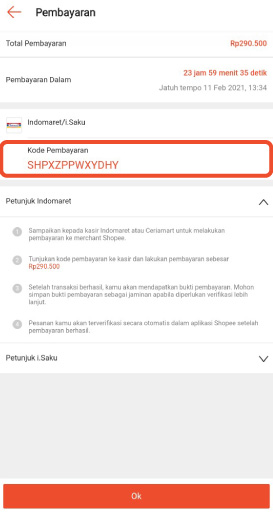 Pembayaran
Total Pembayaran Rp290.500
Pembayaran Dalam 23 jam 59 menit 35 detik
Jatuh tempo 11 Feb 2021, 13:34
Indomaret/i.Saku
Kode Pembayaran
SHPXZPPWXYDHY
Petunjuk Indomaret
1 Sampaikan kepada kasir Indomaret atau Ceriamart untuk melakukan
pembayaran ke merchant Shopee.
2 Tunjukan kode pembayaran ke kasir dan lakukan pembayaran sebesar
Rp290.500
3 Setelah transaksi berhasil, kamu akan mendapatkan bukti pembayaran. Mohon
simpan bukti pembayaran sebagai jaminan apabila diperlukan verifikasi lebih
lanjut.
4 Pesanan kamu akan terverifikasi secara otomatis dalam aplikasi Shopee setelah
pembayaran berhasil.
Petunjuk i.Saku
Ok